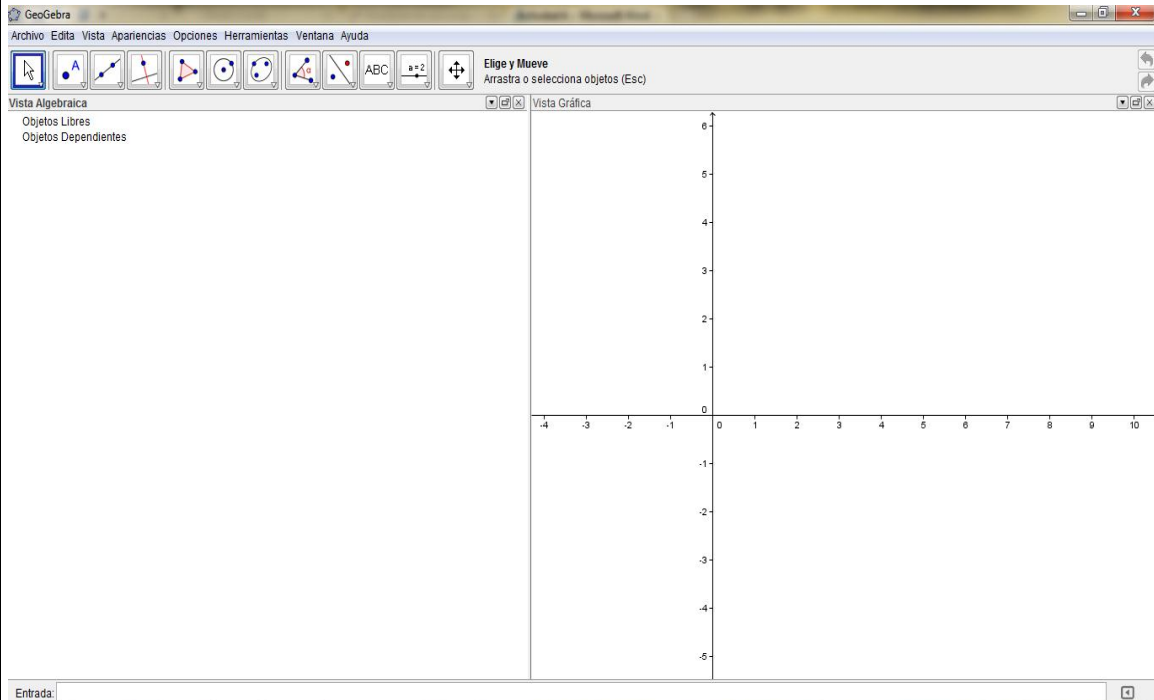 GeoGebra
Archivo Edita Vista Apariencias Opciones Herramientas Ventana Ayuda
A
α
ABC
a=2
Elige y Mueve
Arrastra o selecciona objetos (Esc)
Vista Algebraica
Vista Gráfica
Objetos Libres
Objetos Dependientes
6
5
4
3
2
1
0
-4 -3 -2 -1 0 1 2 3 4 5 6 7 8 9 10
-1
-2
-3
-4
-5
Entrada: